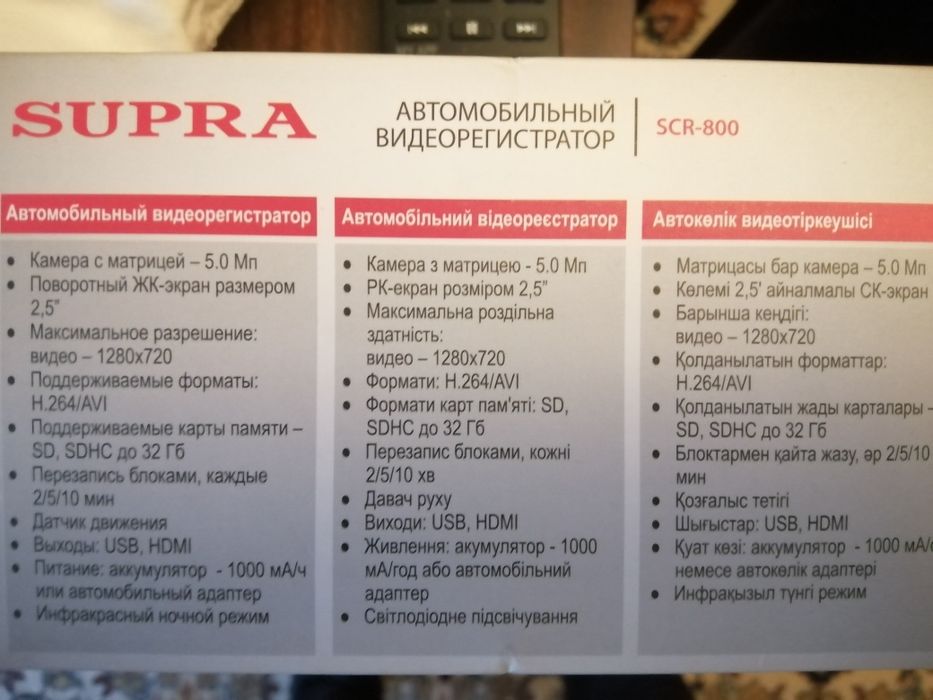 SUPRA
АВТОМОБИЛЬНЫЙ
ВИДЕОРЕГИСТРАТОР
SCR-800
Автомобильный видеорегистратор
• Камера с матрицей – 5.0 Мп
• Поворотный ЖК-экран размером
2,5"
• Максимальное разрешение:
видео – 1280x720
• Поддерживаемые форматы:
H.264/AVI
• Поддерживаемые карты памяти –
SD, SDHC до 32 Гб
• Перезапись блоками, каждые
2/5/10 мин
• Датчик движения
• Выходы: USB, HDMI
• Питание: аккумулятор - 1000 мА/ч
или автомобильный адаптер
• Инфракрасный ночной режим
Автомобільний відеореєстратор
• Камера з матрицею - 5.0 Мп
• РК-екран розміром 2,5"
• Максимальна роздільна
здатність:
видео – 1280x720
• Формати: H.264/AVI
• Формати карт пам'яті: SD,
SDHC до 32 Гб
• Перезапис блоками, кожні
2/5/10 хв
• Давач руху
• Виходи: USB, HDMI
• Живлення: акумулятор - 1000
мА/год або автомобільний
адаптер
• Світлодіодне підсвічування
Автокөлік видеотіркеушісі
• Матрицасы бар камера – 5.0 Мп
• Көлемі 2,5' айналмалы СК-экран
• Барынша кеңдігі:
видео – 1280x720
• Қолданылатын форматтар:
H.264/AVI
• Қолданылатын жады карталары –
SD, SDHC до 32 Гб
• Блоктармен қайта жазу, әр 2/5/10
мин
• Қозғалыс тетігі
• Шығыстар: USB, HDMI
• Қуат көзі: аккумулятор - 1000 мА/
немесе автокөлік адаптері
• Инфрақызыл түнгі режим